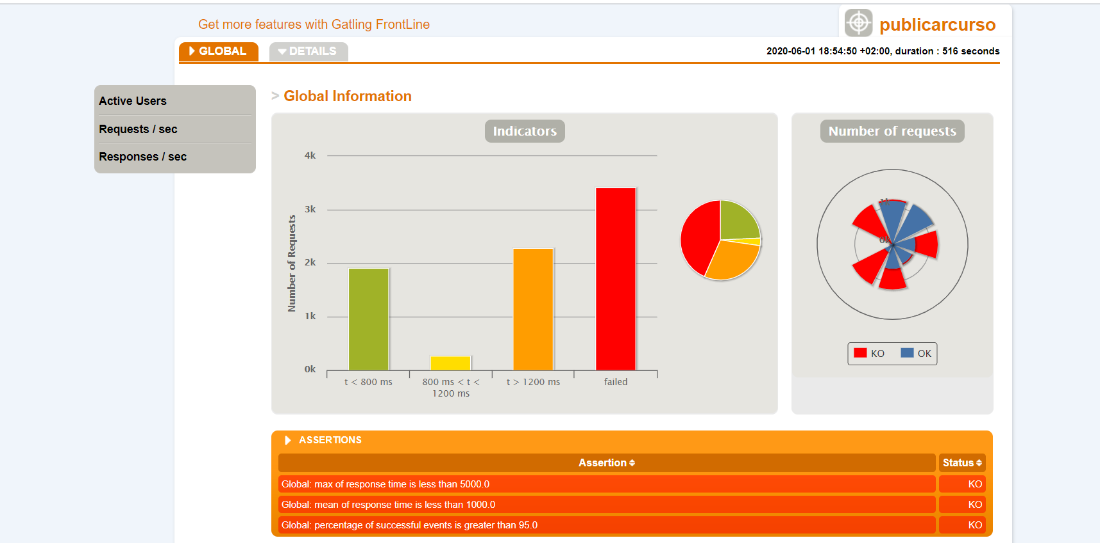 Get more features with Gatling FrontLine
publicarcurso
GLOBAL
DETAILS
2020-06-01 18:54:50 +02:00, duration : 516 seconds
Active Users
Requests / sec
Responses / sec
> Global Information
Indicators
Number of Requests
4k
3k
2k
1k
0k
t < 800 ms
800 ms < t <
1200 ms
t > 1200 ms
failed
Number of requests
KO
OK
ASSERTIONS
Assertion
Status
Global: max of response time is less than 5000.0
KO
Global: mean of response time is less than 1000.0
KO
Global: percentage of successful events is greater than 95.0
KO